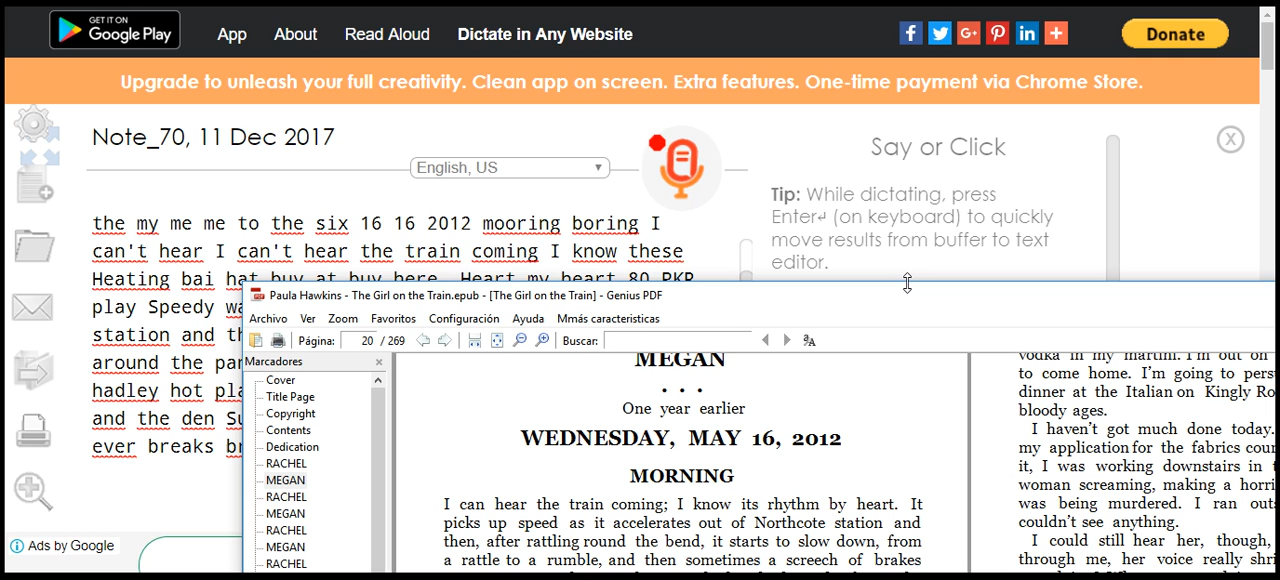 GET IT ON
Google Play
App
About
Read Aloud
Dictate in Any Website
Donate
Upgrade to unleash your full creativity. Clean app on screen. Extra features. One-time payment via Chrome Store.
Note_70, 11 Dec 2017
English, US
Say or Click
Tip: While dictating, press
Enter↵ (on keyboard) to quickly
move results from buffer to text
editor.
the my me me to the six 16 16 2012 mooring boring I
can't hear I can't hear the train coming I know these
Heating bai hat buy at buy here. Heart my heart 80 PKR
play Speedy
station and
around the
hadley hot
and the den
ever breaks
Ads by Google
Paula Hawkins - The Girl on the Train.epub - [The Girl on the Train] - Genius PDF
Archivo Ver Zoom Favoritos Configuración Ayuda Mmás caracteristicas
Página: 20 / 269 Buscar:
Marcadores
Cover
Title Page
Copyright
Contents
Dedication
RACHEL
MEGAN
RACHEL
MEGAN
RACHEL
MEGAN
RACHEL
MEGAN
• • •
One year earlier
WEDNESDAY, MAY 16, 2012
MORNING
I can hear the train coming; I know its rhythm by heart. It
picks up speed as it accelerates out of Northcote station and
then, after rattling round the bend, it starts to slow down, from
a rattle to a rumble, and then sometimes a screech of brakes
vodka in my martini. I'm out on
to come home. I'm going to
dinner at the Italian on Kingly
bloody ages.
I haven't got much done today.
my application for the fabrics
it, I was working downstairs in
woman screaming, making a
was being murdered. I ran
couldn't see anything.
I could still hear her, though,
through me, her voice really